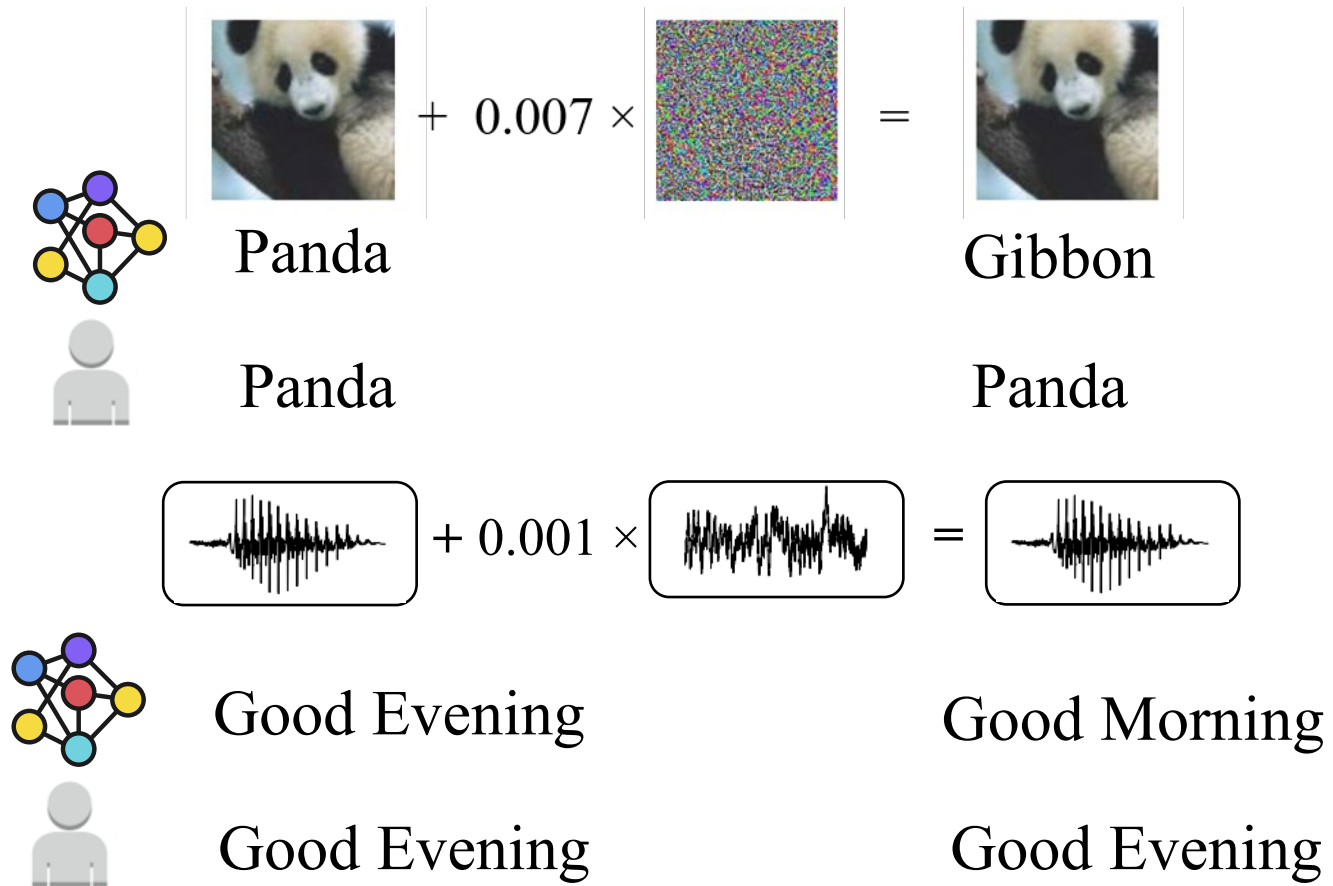 + 0.007 × =
Panda Gibbon
Panda Panda
+ 0.001 × =
Good Evening Good Morning
Good Evening Good Evening